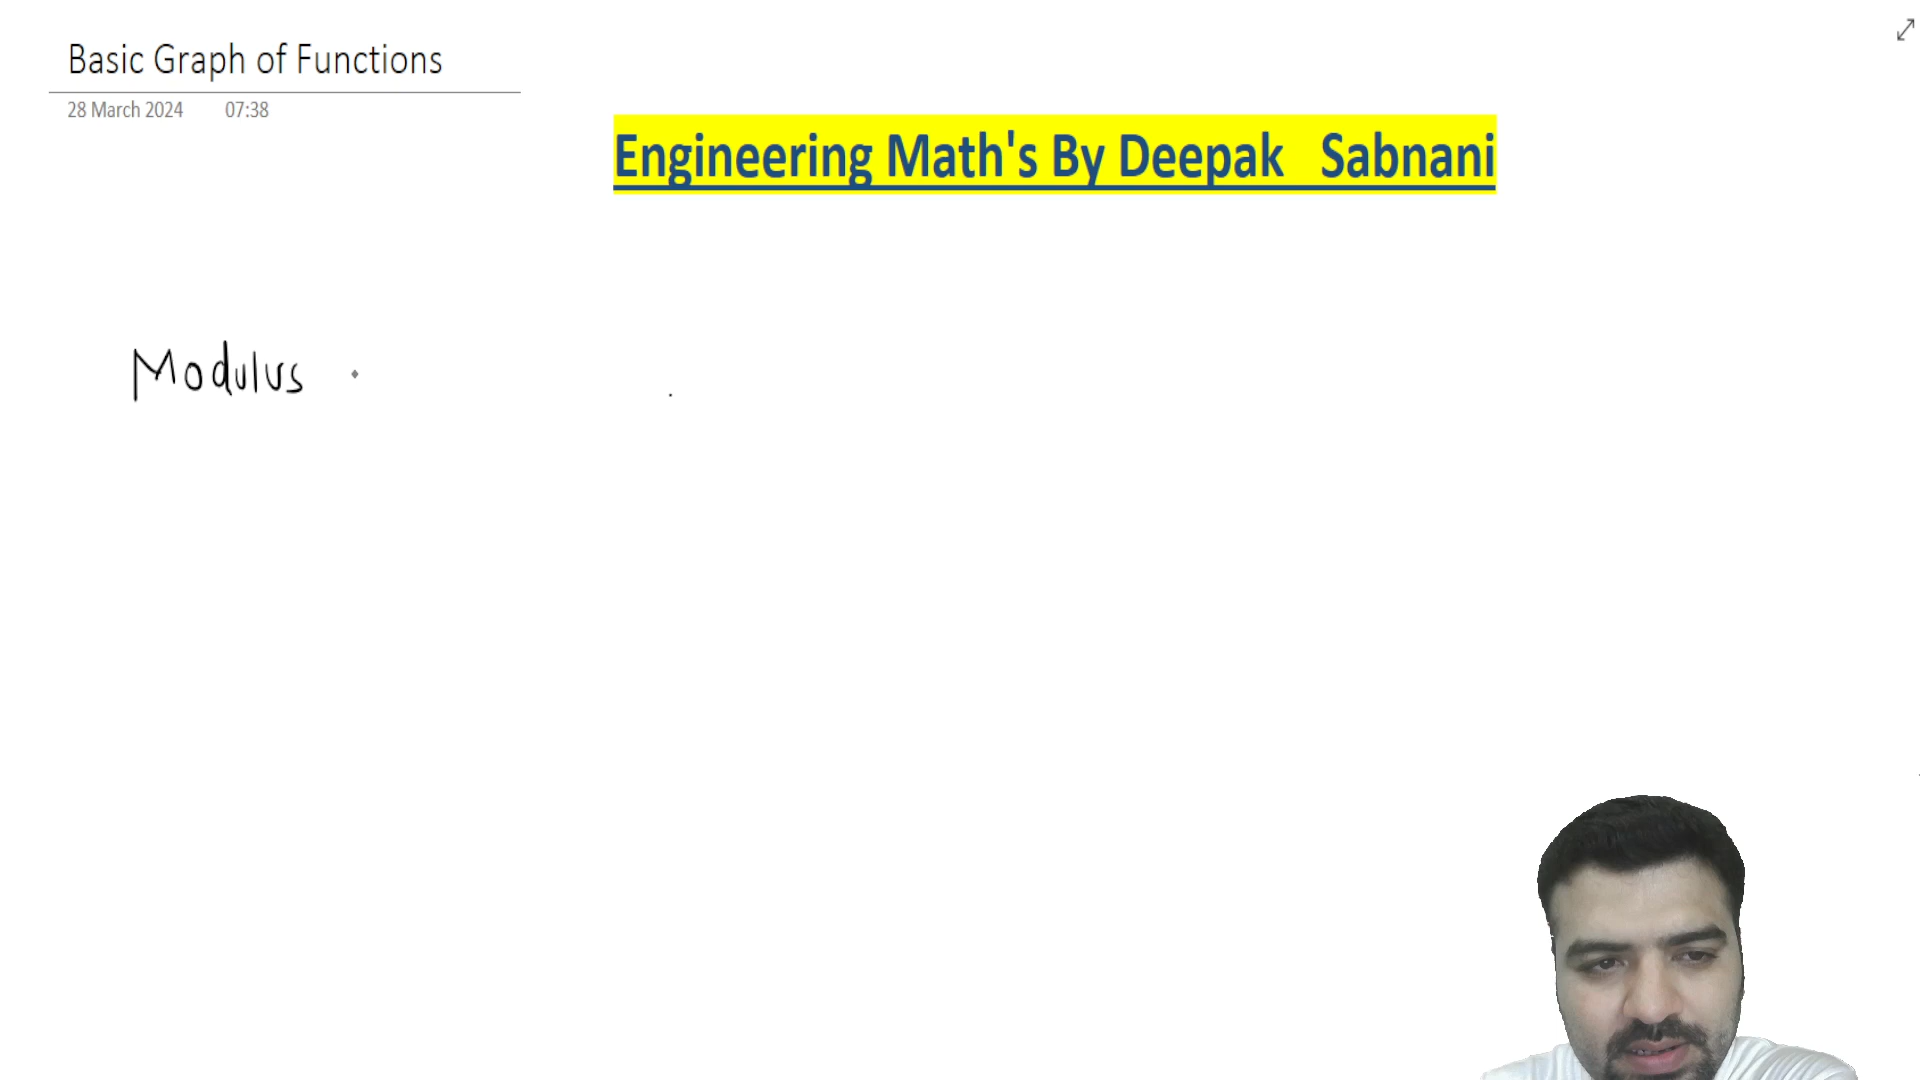 Basic Graph of Functions
28 March 2024 07:38
Engineering Math's By Deepak Sabnani
Modulus